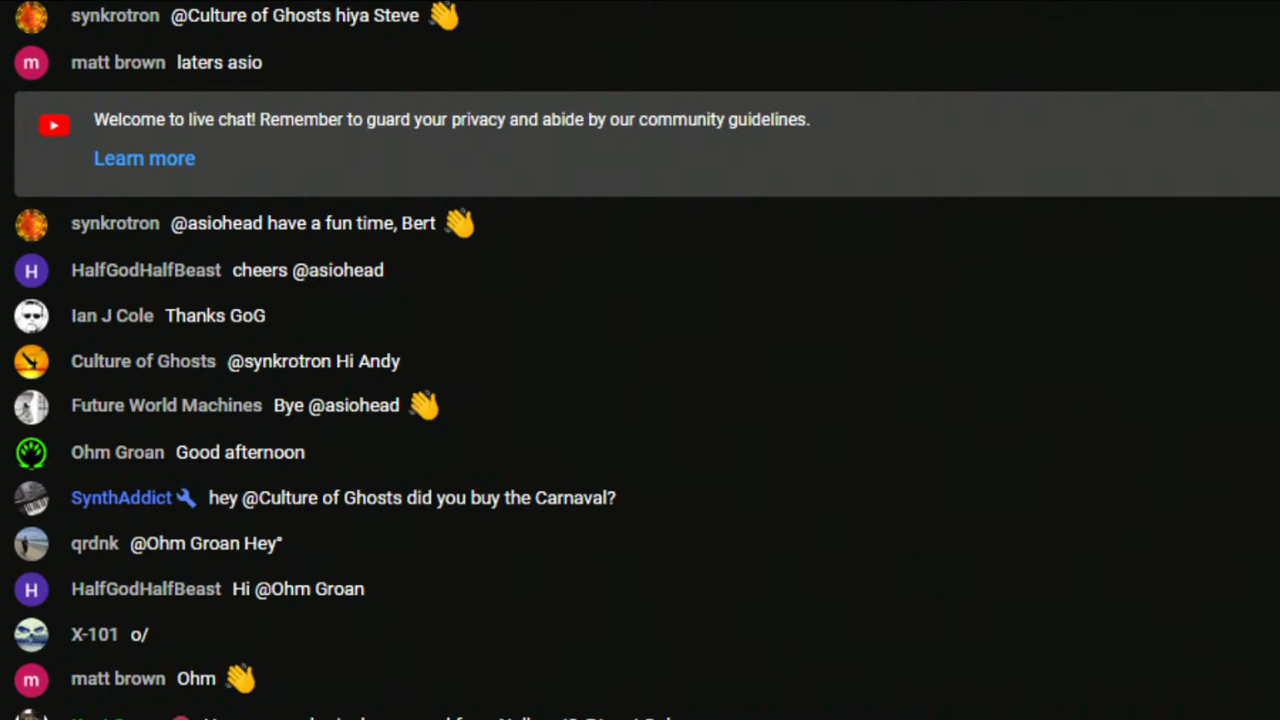 synkrotron @Culture of Ghosts hiya Steve 👋
m matt brown laters asio
Welcome to live chat! Remember to guard your privacy and abide by our community guidelines.
Learn more
synkrotron @asiohead have a fun time, Bert 👋
H HalfGodHalfBeast cheers @asiohead
Ian J Cole Thanks GoG
Culture of Ghosts @synkrotron Hi Andy
Future World Machines Bye @asiohead 👋
Ohm Groan Good afternoon
SynthAddict hey @Culture of Ghosts did you buy the Carnaval?
qrdnk @Ohm Groan Hey°
H HalfGodHalfBeast Hi @Ohm Groan
X-101 o/
m matt brown Ohm 👋